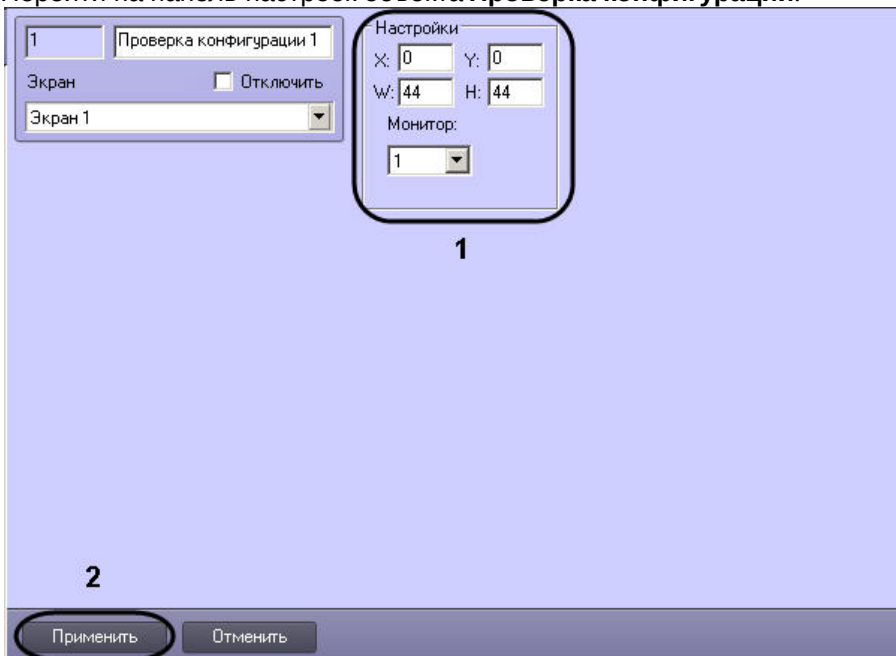 Перейти на панель настроек объекта Проверка конфигурации.
1 Проверка конфигурации 1
Экран Отключить
Экран 1
Настройки
X: 0 Y: 0
W: 44 H: 44
Монитор:
1
1
2
Применить Отменить